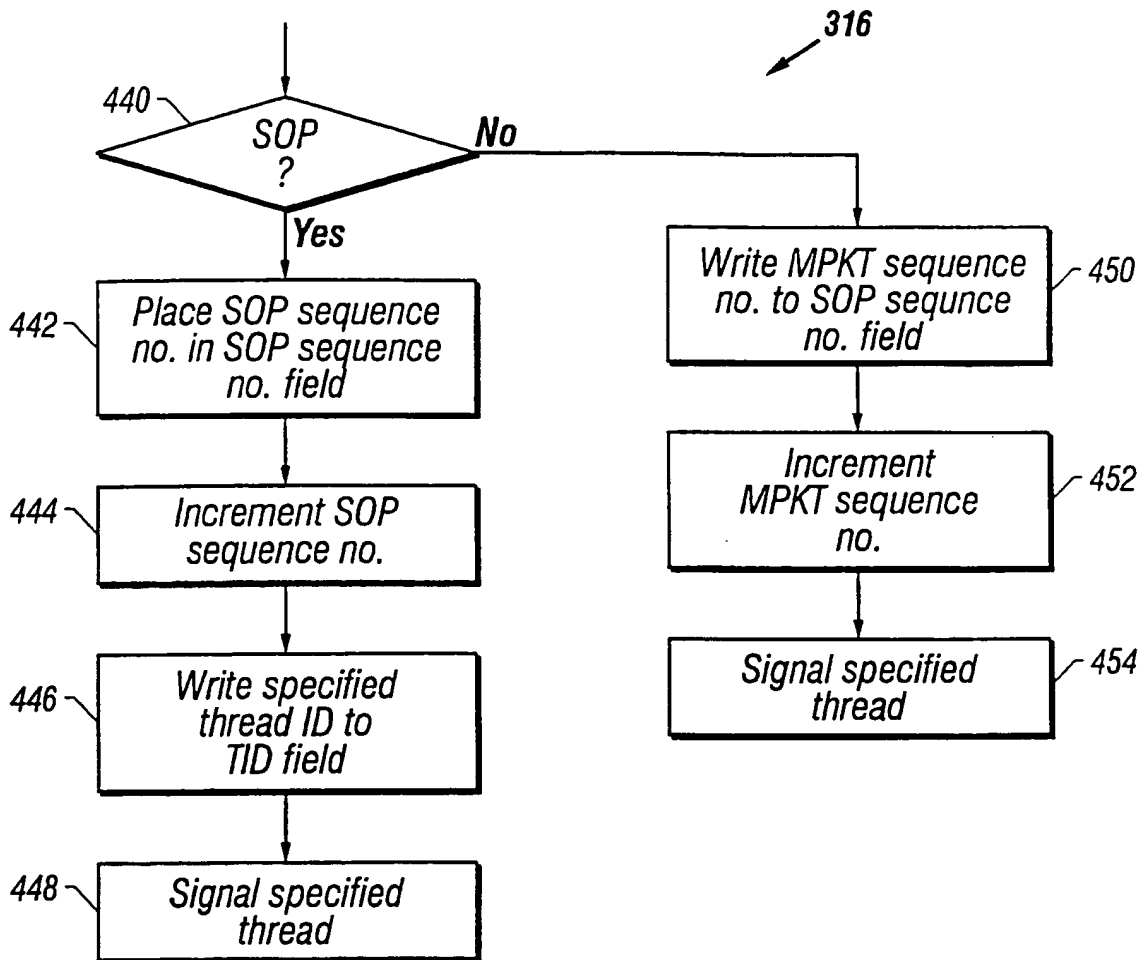 316
440
SOP
?
No
Yes
442
Place SOP sequence
no. in SOP sequence
no. field
444
Increment SOP
sequence no.
446
Write specified
thread ID to
TID field
448
Signal specified
thread
Write MPKT sequence
no. to SOP sequnce
no. field
450
Increment
MPKT sequence
no.
452
Signal specified
thread
454